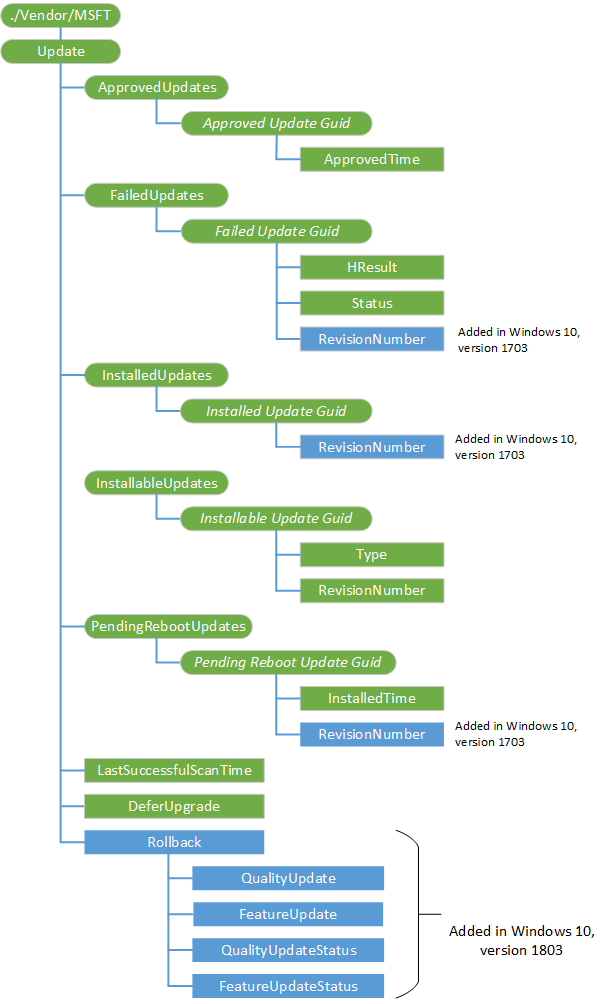 ./Vendor/MSFT
Update
ApprovedUpdates
Approved Update Guid
ApprovedTime
FailedUpdates
Failed Update Guid
HResult
Status
RevisionNumber
Added in Windows 10,
version 1703
InstalledUpdates
Installed Update Guid
RevisionNumber
Added in Windows 10,
version 1703
InstallableUpdates
Installable Update Guid
Type
RevisionNumber
PendingRebootUpdates
Pending Reboot Update Guid
InstalledTime
RevisionNumber
Added in Windows 10,
version 1703
LastSuccessfulScanTime
DeferUpgrade
Rollback
QualityUpdate
FeatureUpdate
QualityUpdateStatus
FeatureUpdateStatus
Added in Windows 10,
version 1803